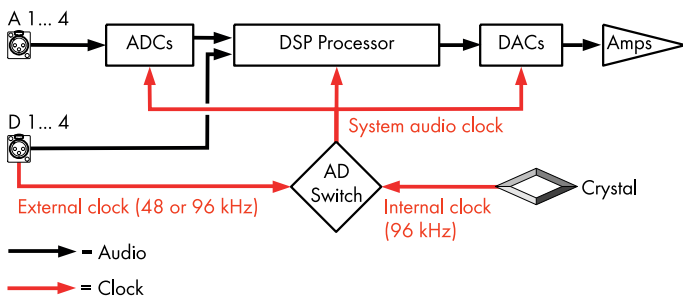 A 1... 4
ADCs
DSP Processor
DACs
Amps
System audio clock
D 1... 4
AD
Switch
External clock (48 or 96 kHz)
Internal clock
(96 kHz)
Crystal
= Audio
= Clock